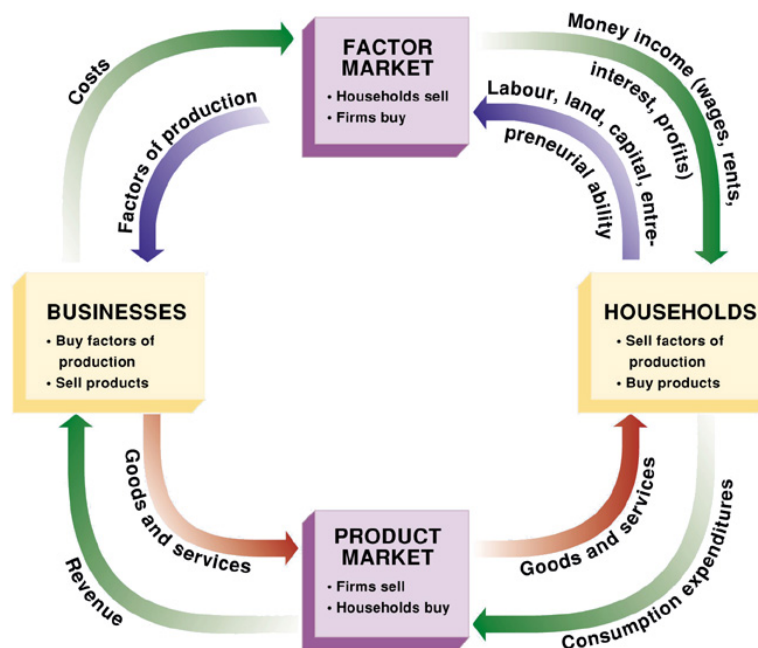 FACTOR
MARKET
• Households sell
• Firms buy
Costs
Factors of production
Money income (wages, rents,
interest, profits)
Labour, land, capital, entre-
preneurial ability
BUSINESSES
• Buy factors of
production
• Sell products
HOUSEHOLDS
• Sell factors of
production
• Buy products
Goods and services
Revenue
PRODUCT
MARKET
• Firms sell
• Households buy
Goods and services
Consumption expenditures